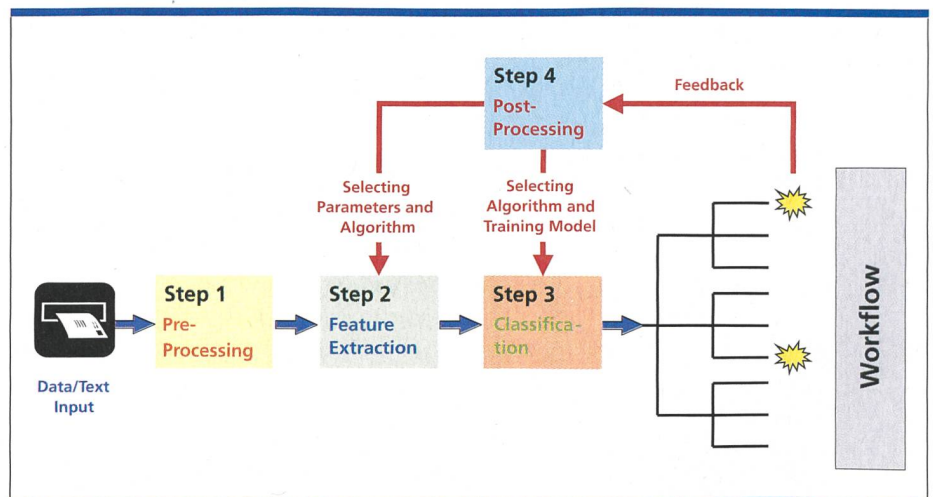 Step 4
Post-
Processing
Feedback
Selecting
Parameters and
Algorithm
Selecting
Algorithm and
Training Model
Data/Text
Input
Step 1
Pre-
Processing
Step 2
Feature
Extraction
Step 3
Classifica-
tion
Workflow